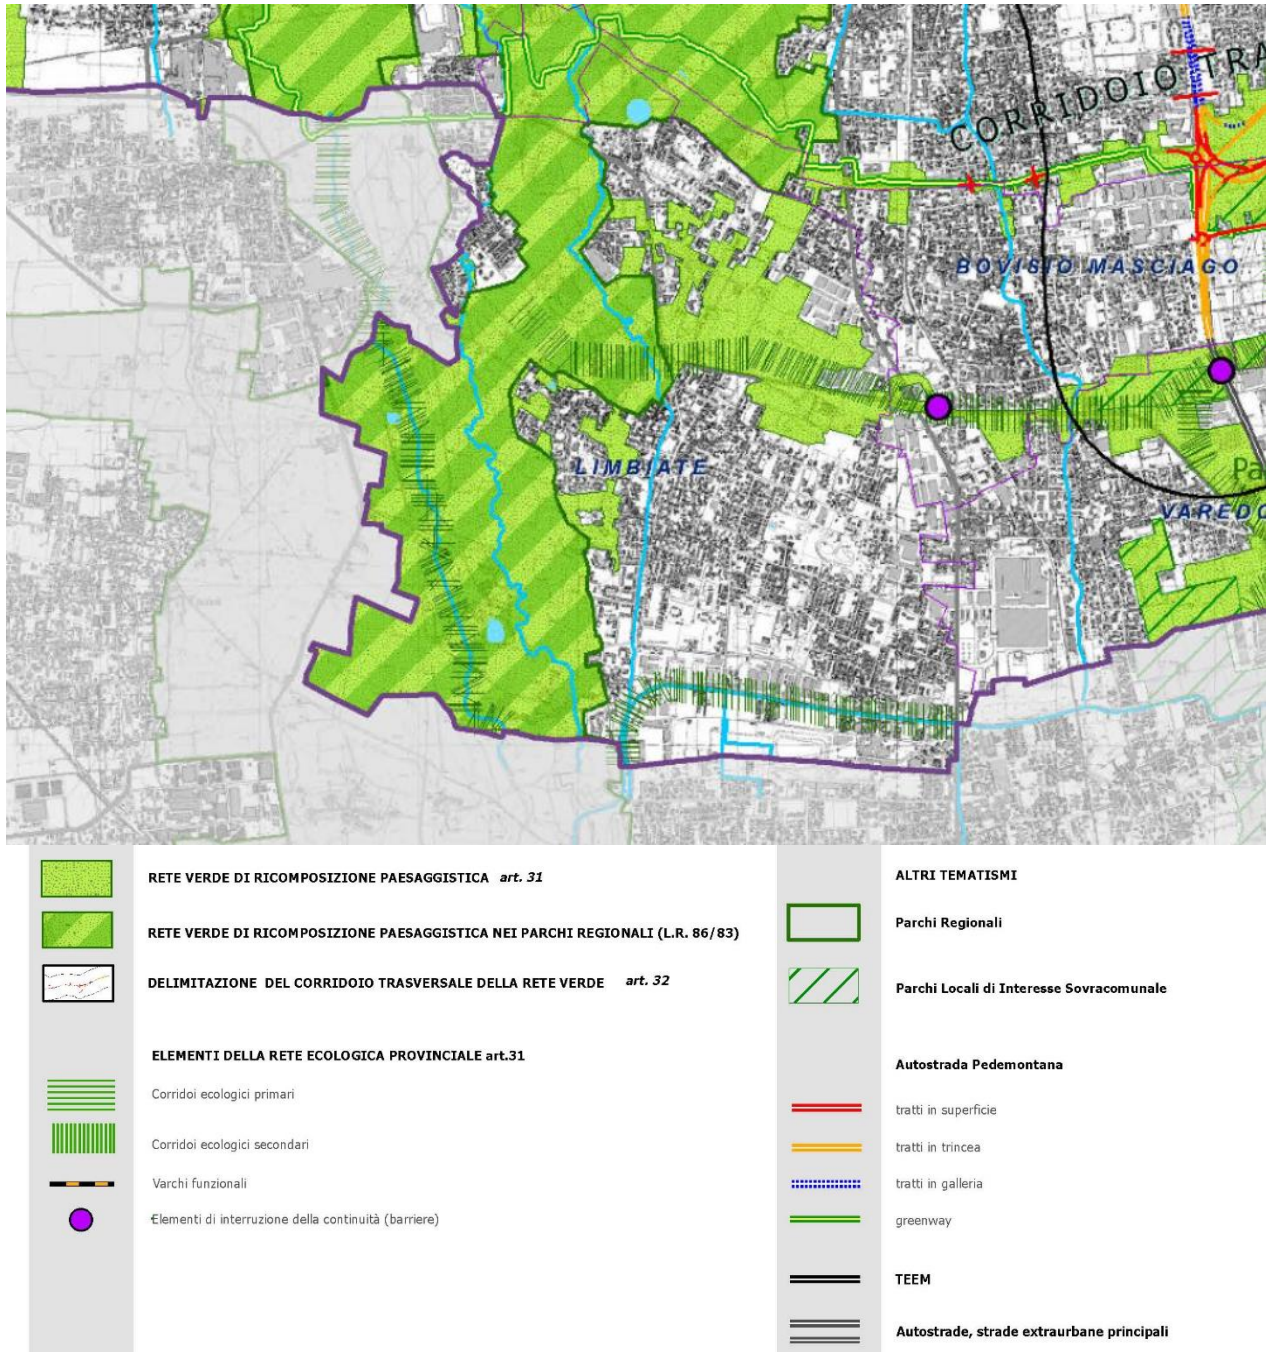 CORRIDOIO TRA
BOVISIO MASCIAGO
LIMBIATE
Pa
VAREDO
RETE VERDE DI RICOMPOSIZIONE PAESAGGISTICA art. 31
RETE VERDE DI RICOMPOSIZIONE PAESAGGISTICA NEI PARCHI REGIONALI (L.R. 86/83)
DELIMITAZIONE DEL CORRIDOIO TRASVERSALE DELLA RETE VERDE art. 32
ELEMENTI DELLA RETE ECOLOGICA PROVINCIALE art.31
Corridoi ecologici primari
Corridoi ecologici secondari
Varchi funzionali
Elementi di interruzione della continuità (barriere)
ALTRI TEMATISMI
Parchi Regionali
Parchi Locali di Interesse Sovracomunale
Autostrada Pedemontana
tratti in superficie
tratti in trincea
tratti in galleria
greenway
TEEM
Autostrade, strade extraurbane principali